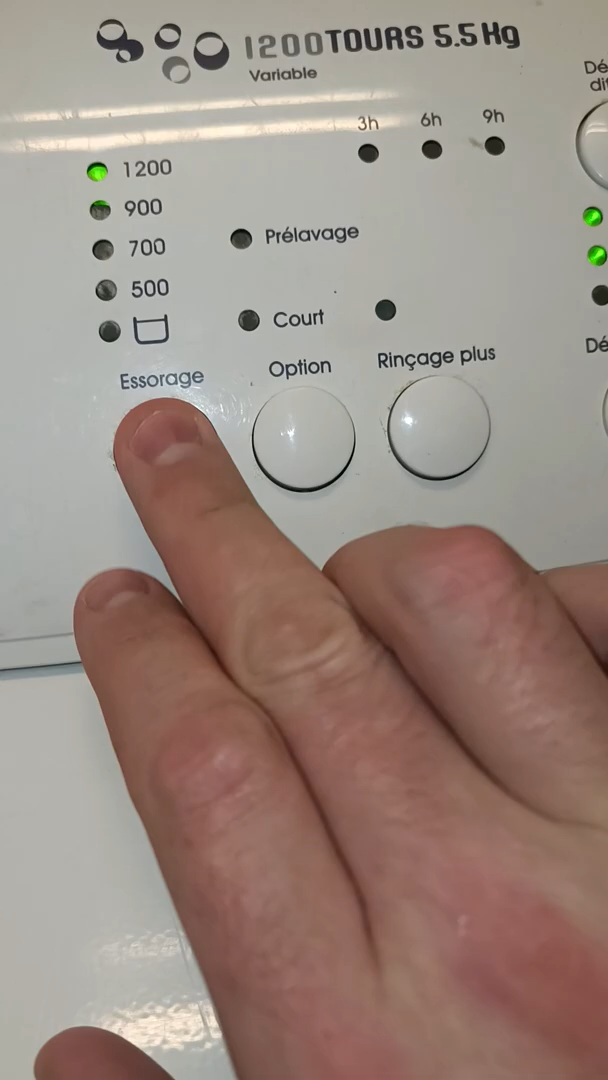 1200TOURS 5.5Kg
Variable
3h 6h 9h
1200
900
700
500
Prélavage
Court
Essorage
Option
Rinçage plus